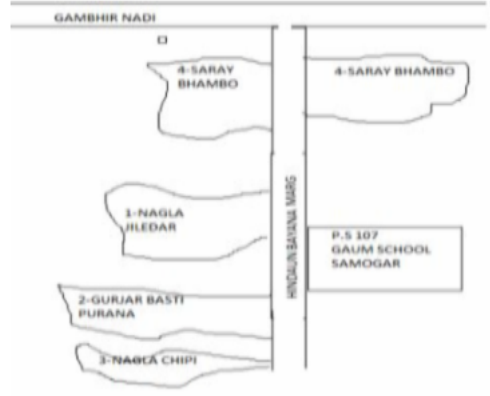 GAMBHIR NADI
4-SARAY
BHAMBO
4-SARAY BHAMBO
HINDAUN BAYANA MARG
1-NAGLA
JILEDAR
P.S 107
GAUM SCHOOL
SAMOGAR
2-GURJAR BASTI
PURANA
3-NAGLA CHIPI